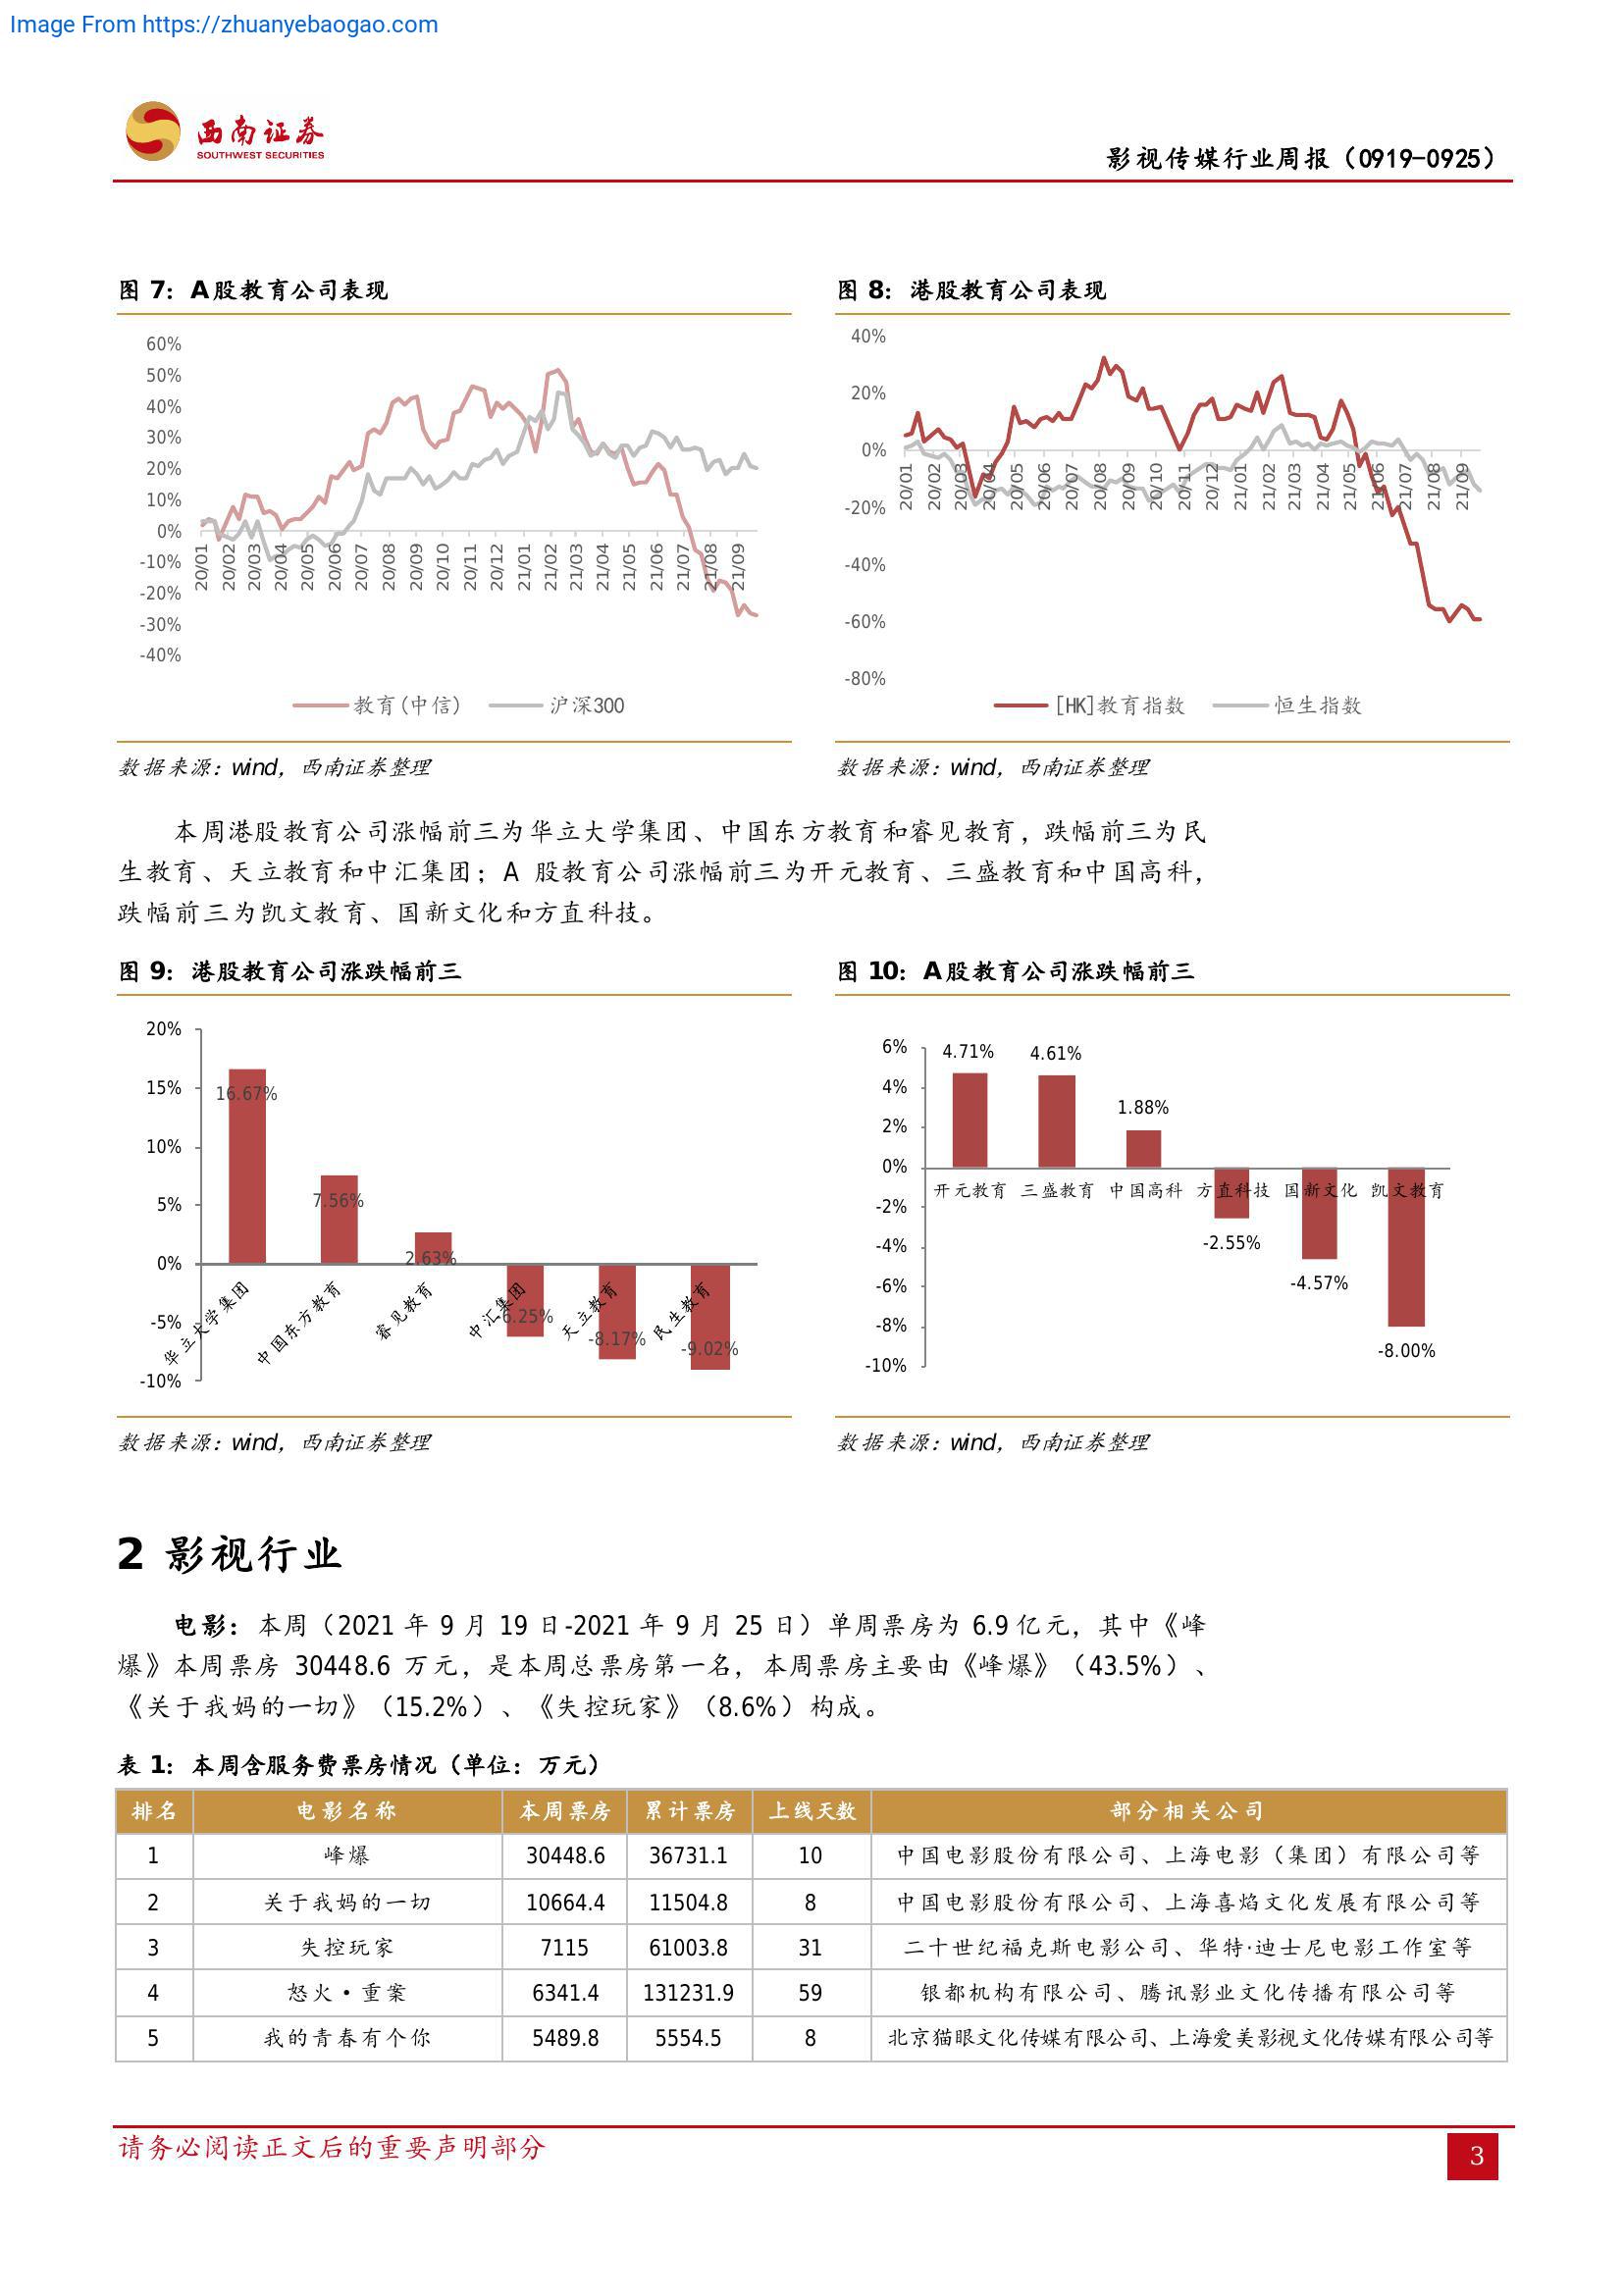 Image From https://zhuanyebaogao.com
西南证券
SOUTHWEST SECURITIES
影视传媒行业周报（0919-0925）
图 7：A股教育公司表现
60%
50%
40%
30%
20%
10%
0%
-10%
-20%
-30%
-40%
20/01 20/02 20/03 20/04 20/05 20/06 20/07 20/08 20/09 20/10 20/11 20/12 21/01 21/02 21/03 21/04 21/05 21/06 21/07 21/08 21/09
教育(中信) 沪深300
数据来源：wind，西南证券整理
图 8：港股教育公司表现
40%
20%
0%
-20%
-40%
-60%
-80%
20/01 20/02 20/03 20/04 20/05 20/06 20/07 20/08 20/09 20/10 20/11 20/12 21/01 21/02 21/03 21/04 21/05 21/06 21/07 21/08 21/09
[HK]教育指数 恒生指数
数据来源：wind，西南证券整理
本周港股教育公司涨幅前三为华立大学集团、中国东方教育和睿见教育，跌幅前三为民
生教育、天立教育和中汇集团；A 股教育公司涨幅前三为开元教育、三盛教育和中国高科，
跌幅前三为凯文教育、国新文化和方直科技。
图 9：港股教育公司涨跌幅前三
20%
15%
10%
5%
0%
-5%
-10%
16.67% 7.56% 2.63% -6.25% -8.17% -9.02%
华立大学集团 中国东方教育 睿见教育 中汇集团 天立教育 民生教育
数据来源：wind，西南证券整理
图 10：A股教育公司涨跌幅前三
6%
4%
2%
0%
-2%
-4%
-6%
-8%
-10%
4.71% 4.61% 1.88% -2.55% -4.57% -8.00%
开元教育 三盛教育 中国高科 方直科技 国新文化 凯文教育
数据来源：wind，西南证券整理
2 影视行业
电影：本周（2021 年 9 月 19 日-2021 年 9 月 25 日）单周票房为 6.9 亿元，其中《峰
爆》本周票房 30448.6 万元，是本周总票房第一名，本周票房主要由《峰爆》（43.5%）、
《关于我妈的一切》（15.2%）、《失控玩家》（8.6%）构成。
表 1：本周含服务费票房情况（单位：万元）
排名 电影名称 本周票房 累计票房 上线天数 部分相关公司
1 峰爆 30448.6 36731.1 10 中国电影股份有限公司、上海电影（集团）有限公司等
2 关于我妈的一切 10664.4 11504.8 8 中国电影股份有限公司、上海喜焰文化发展有限公司等
3 失控玩家 7115 61003.8 31 二十世纪福克斯电影公司、华特·迪士尼电影工作室等
4 怒火·重案 6341.4 131231.9 59 银都机构有限公司、腾讯影业文化传播有限公司等
5 我的青春有个你 5489.8 5554.5 8 北京猫眼文化传媒有限公司、上海爱美影视文化传媒有限公司等
请务必阅读正文后的重要声明部分
3